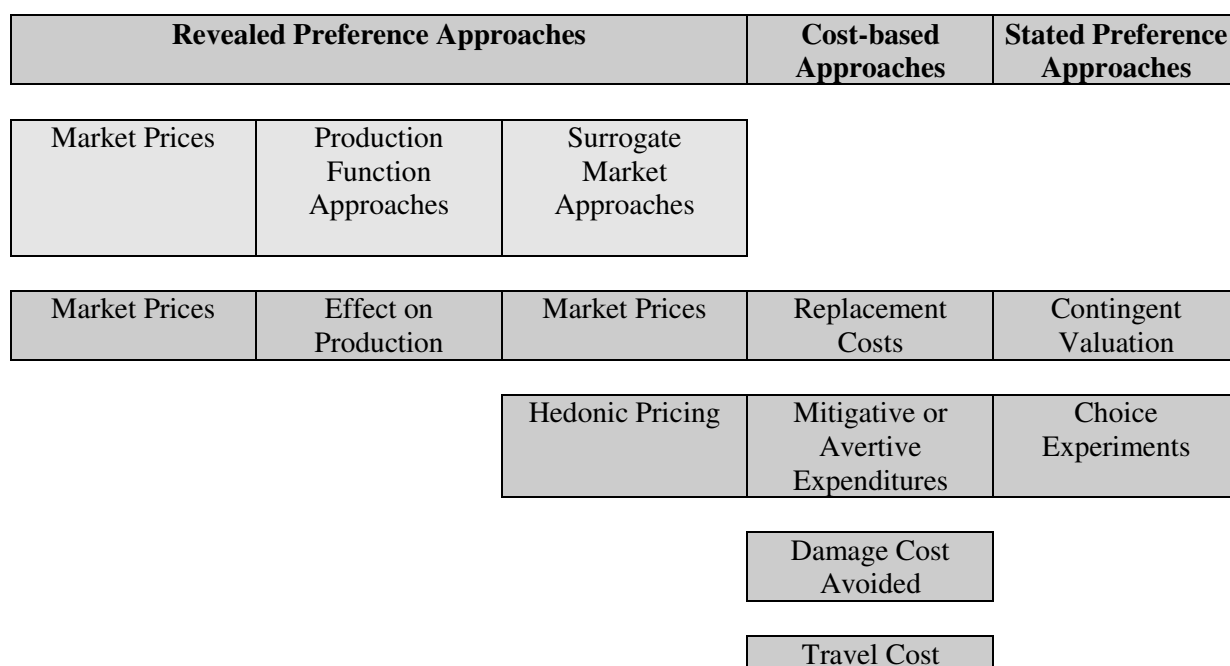 Revealed Preference Approaches
Cost-based
Approaches
Stated Preference
Approaches
Market Prices
Production
Function
Approaches
Surrogate
Market
Approaches
Market Prices
Effect on
Production
Market Prices
Replacement
Costs
Contingent
Valuation
Hedonic Pricing
Mitigative or
Avertive
Expenditures
Choice
Experiments
Damage Cost
Avoided
Travel Cost